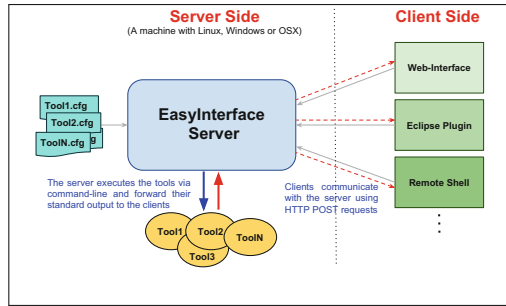 Server Side
(A machine with Linux, Windows or OSX)
Client Side
Tool1.cfg
Tool2.cfg
ToolN.cfg
EasyInterface
Server
Web-Interface
Eclipse Plugin
Remote Shell
The server executes the tools via
command-line and forward their
standard output to the clients
Clients communicate
with the server using
HTTP POST requests
Tool1
Tool2
ToolN
Tool3